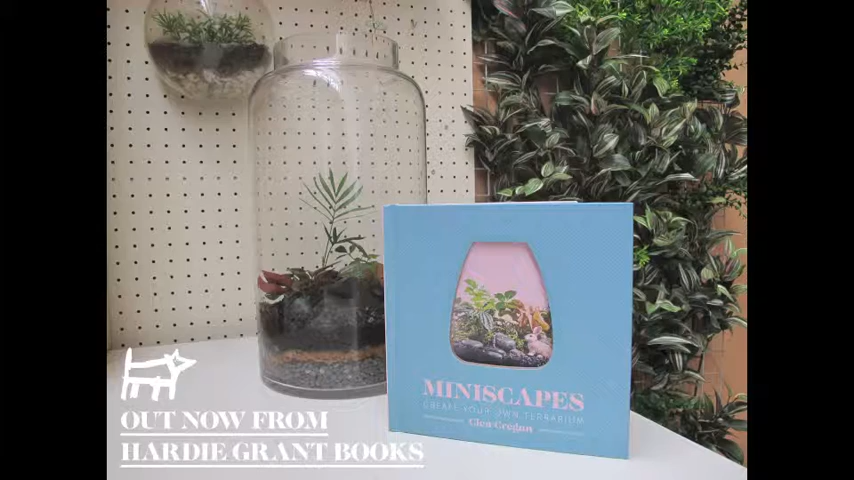 MINISCAPES
CREATE YOUR OWN TERRARIUM
Clea Cregan
OUT NOW FROM
HARDIE GRANT BOOKS